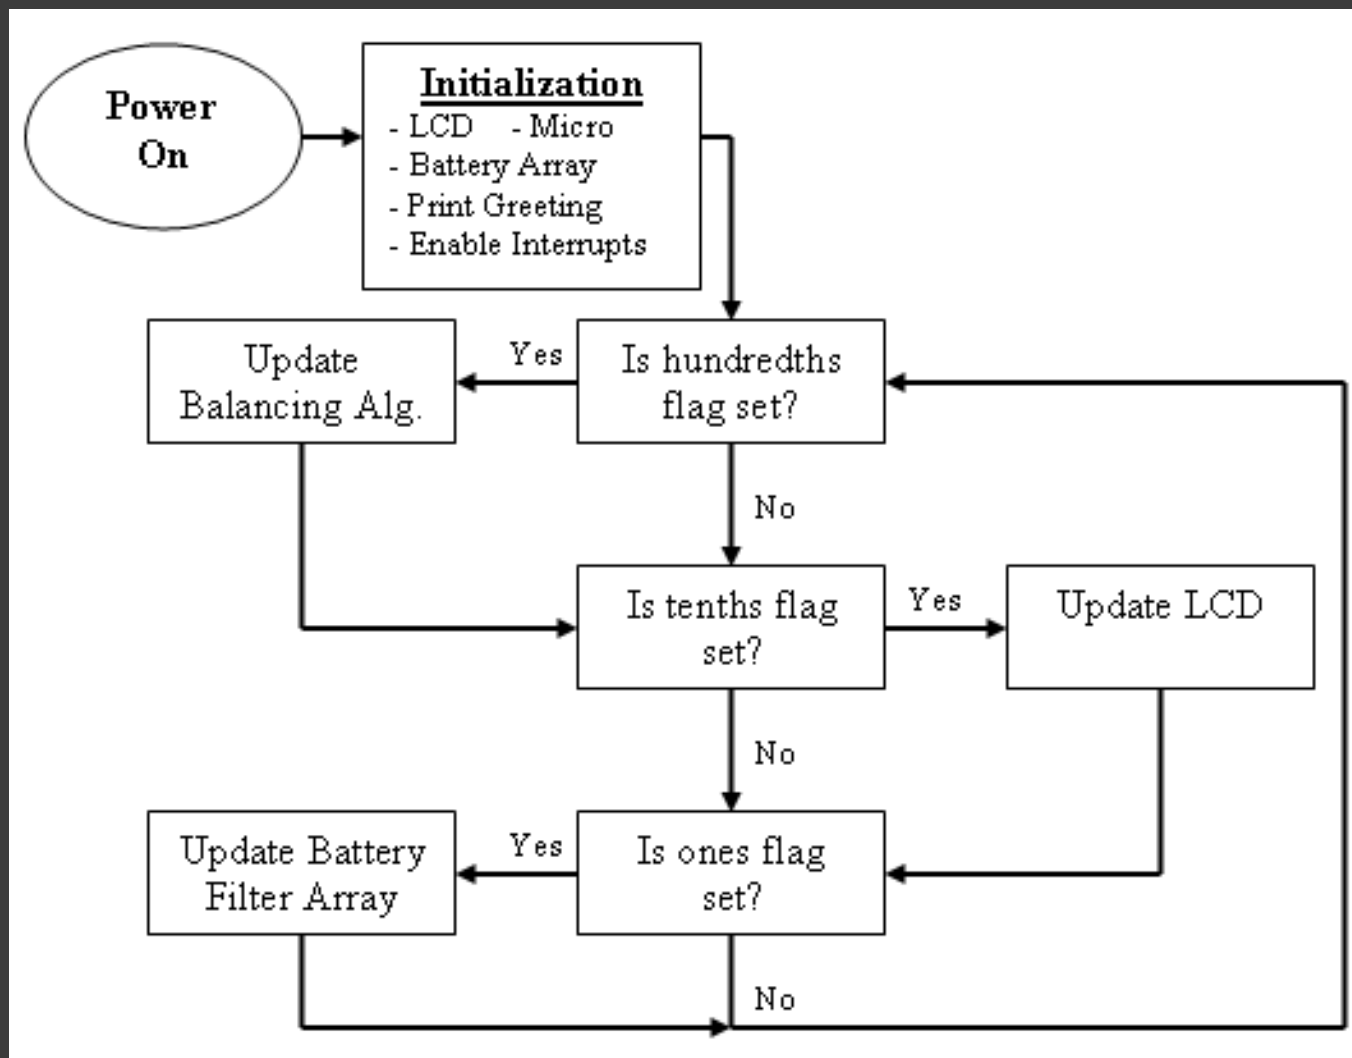 Power
On
Initialization
- LCD - Micro
- Battery Array
- Print Greeting
- Enable Interrupts
Update
Balancing Alg.
Yes
Is hundredths
flag set?
No
Is tenths flag
set?
Yes
Update LCD
No
Update Battery
Filter Array
Yes
Is ones flag
set?
No